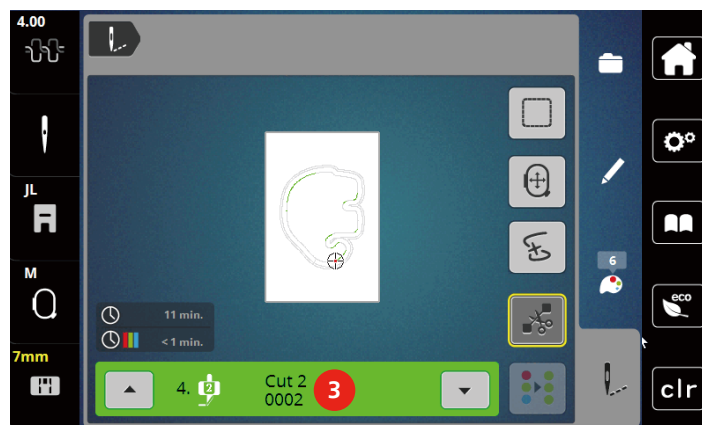 4.00
JL
M
7mm
11 min.
< 1 min.
4.
2
Cut 2
0002
3
6
eco
clr